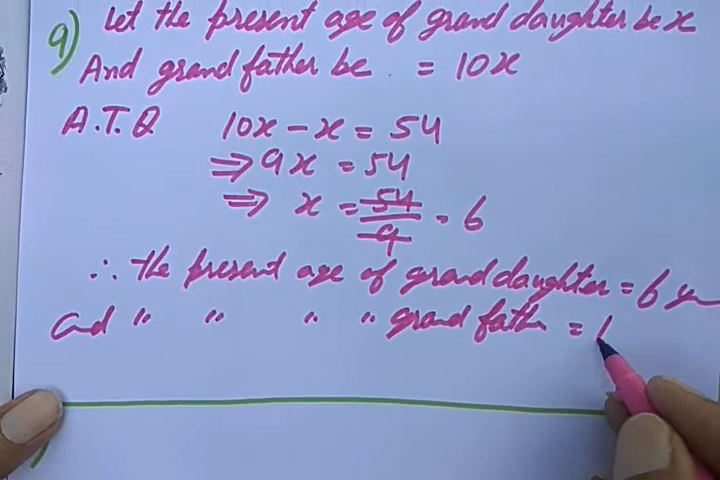 9) Let the present age of grand daughter be x
And grand father be = 10x
A.T.Q 10x - x = 54
⇒ 9x = 54
⇒ x = 54/9 = 6
∴ the present age of grand daughter = 6 yr
and " " " " grand father = 1